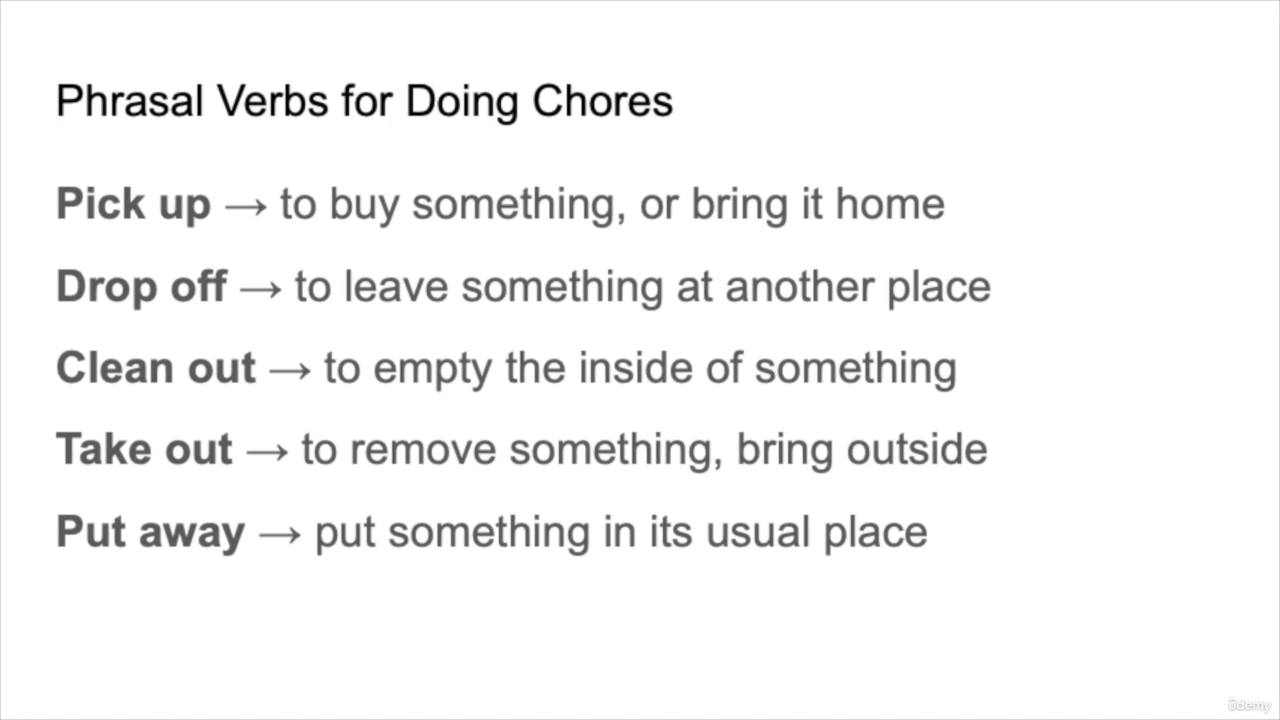 Phrasal Verbs for Doing Chores
Pick up → to buy something, or bring it home
Drop off → to leave something at another place
Clean out → to empty the inside of something
Take out → to remove something, bring outside
Put away → put something in its usual place
ûdemy